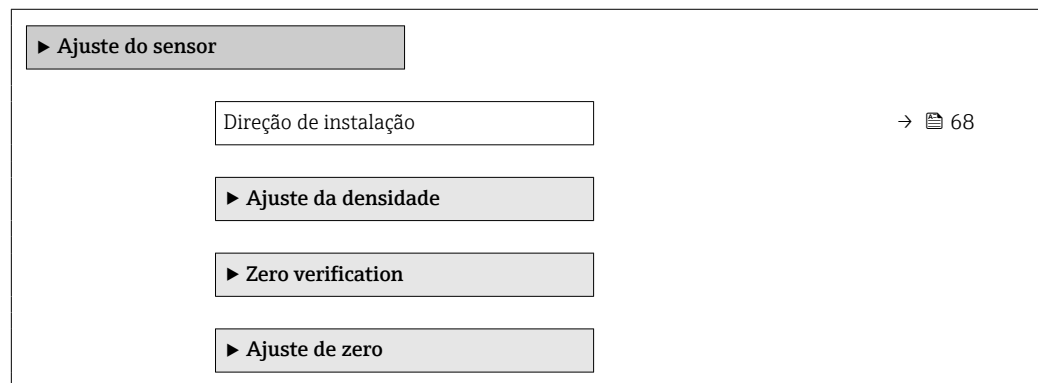 ▶ Ajuste do sensor
Direção de instalação → 68
▶ Ajuste da densidade
▶ Zero verification
▶ Ajuste de zero